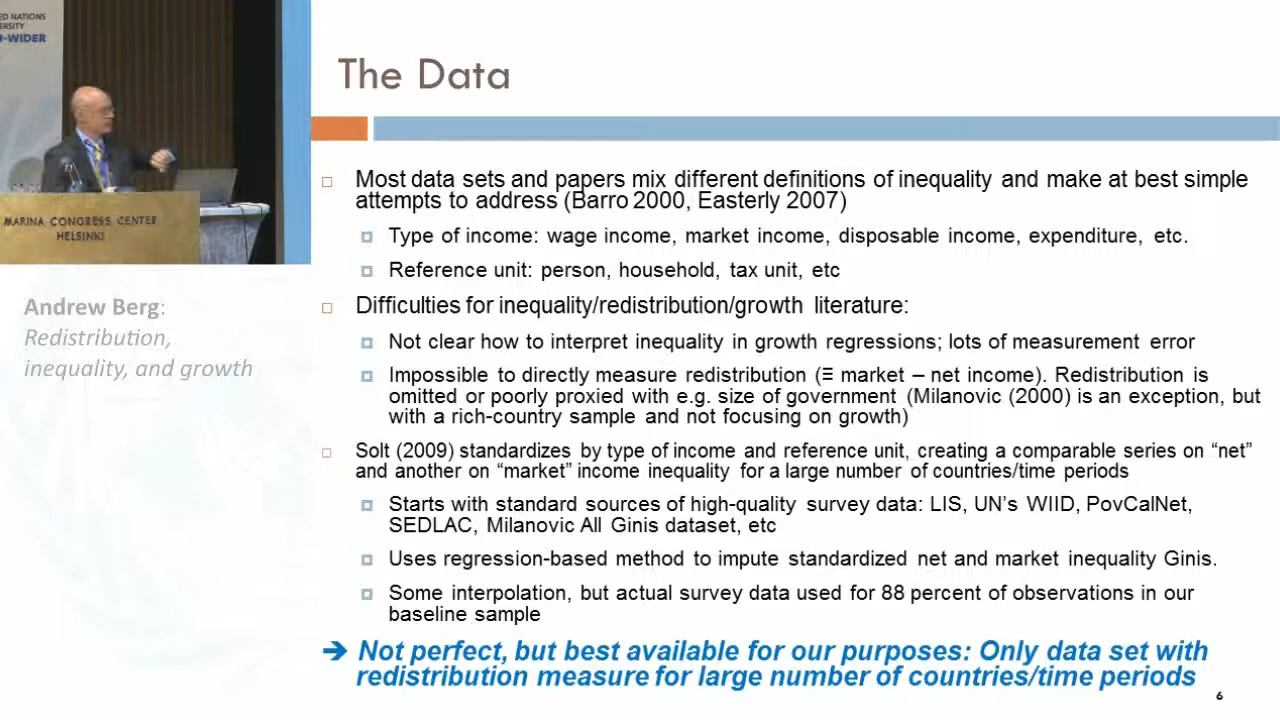 ED NATIONS
ERSITY
-WIDER
MARINA CONGRESS CENTER
HELSINKI
Andrew Berg:
Redistribution,
inequality, and growth
The Data
Most data sets and papers mix different definitions of inequality and make at best simple
attempts to address (Barro 2000, Easterly 2007)
Type of income: wage income, market income, disposable income, expenditure, etc.
Reference unit: person, household, tax unit, etc
Difficulties for inequality/redistribution/growth literature:
Not clear how to interpret inequality in growth regressions; lots of measurement error
Impossible to directly measure redistribution (≡ market – net income). Redistribution is
omitted or poorly proxied with e.g. size of government (Milanovic (2000) is an exception, but
with a rich-country sample and not focusing on growth)
Solt (2009) standardizes by type of income and reference unit, creating a comparable series on “net”
and another on “market” income inequality for a large number of countries/time periods
Starts with standard sources of high-quality survey data: LIS, UN’s WIID, PovCalNet,
SEDLAC, Milanovic All Ginis dataset, etc
Uses regression-based method to impute standardized net and market inequality Ginis.
Some interpolation, but actual survey data used for 88 percent of observations in our
baseline sample
➔ Not perfect, but best available for our purposes: Only data set with
redistribution measure for large number of countries/time periods
6